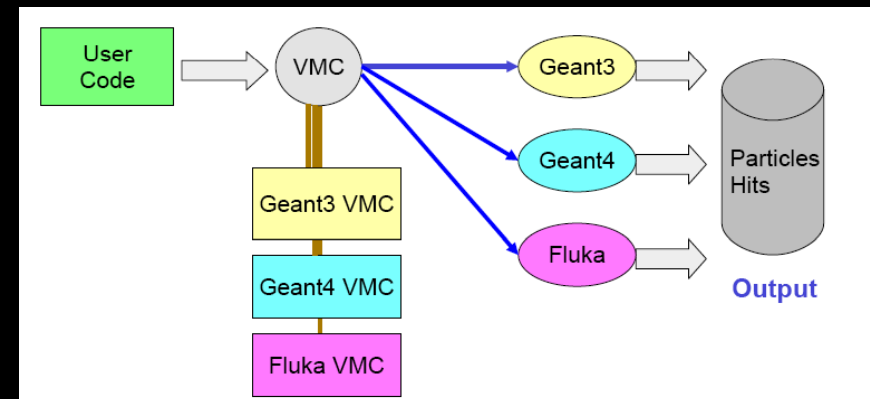 User
Code
VMC
Geant3
Geant4
Fluka
Particles
Hits
Output
Geant3 VMC
Geant4 VMC
Fluka VMC